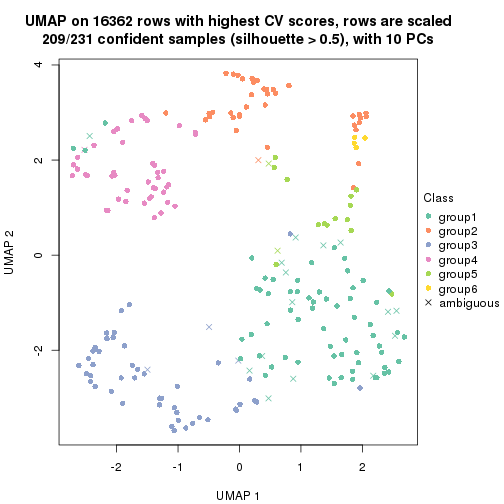 UMAP on 16362 rows with highest CV scores, rows are scaled
209/231 confident samples (silhouette > 0.5), with 10 PCs
4
2
0
-2
UMAP 2
-2
-1
0
1
2
UMAP 1
Class
group1
group2
group3
group4
group5
group6
ambiguous